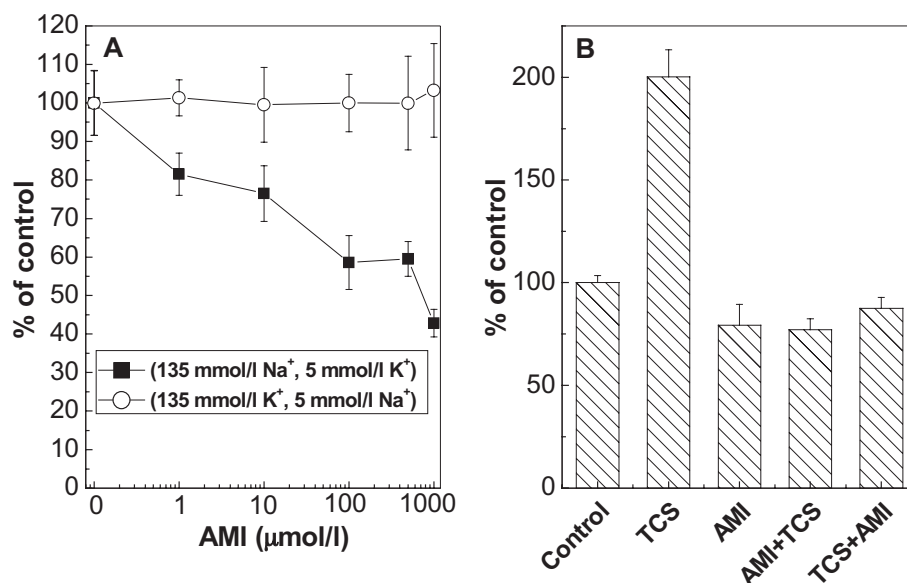 A
% of control
120
110
100
90
80
70
60
50
40
30
20
10
0
(135 mmol/l Na⁺, 5 mmol/l K⁺)
(135 mmol/l K⁺, 5 mmol/l Na⁺)
0 1 10 100 1000
AMI (μmol/l)
B
% of control
200
150
100
50
0
Control TCS AMI AMI+TCS TCS+AMI